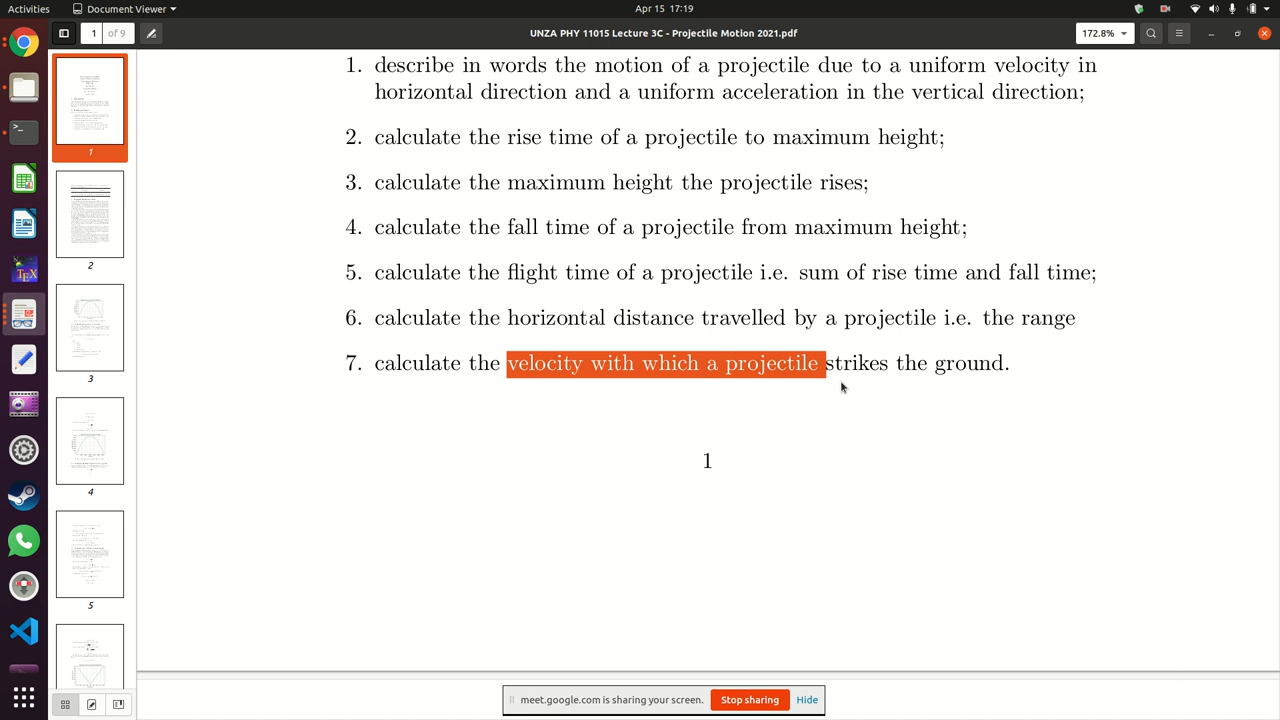 Activities
Document Viewer
Apr 15 17:19
1 of 9
UNZA PHY 11015 Lecture 3C - Projectile Motion 2021.pdf
172.8%
1. describe in words the motion of a projectile due to a uniform velocity in
horizontal direction and a uniform acceleration in the vertical direction;
2. calculate the rise time of a projectile to maximum height;
3. calculate the maximum height the projectile rises;
4. calculate the fall time of a projectile from maximum height;
5. calculate the flight time of a projectile i.e. sum of rise time and fall time;
6. calculate the horizontal distance travelled by a projectile i.e. the range
7. calculate the velocity with which a projectile strikes the ground.
1
1
2
3
4
5
meet.google.com is sharing your screen.
Stop sharing
Hide